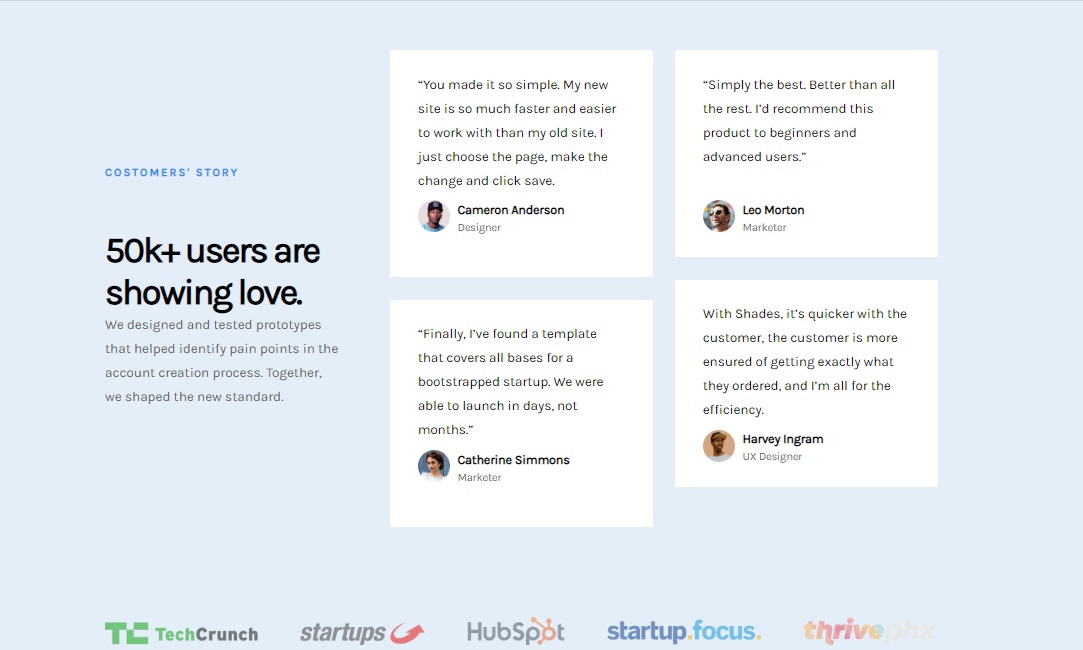 COSTOMERS' STORY
50k+ users are
showing love.
We designed and tested prototypes
that helped identify pain points in the
account creation process. Together,
we shaped the new standard.
“You made it so simple. My new
site is so much faster and easier
to work with than my old site. I
just choose the page, make the
change and click save.
Cameron Anderson
Designer
“Finally, I’ve found a template
that covers all bases for a
bootstrapped startup. We were
able to launch in days, not
months.”
Catherine Simmons
Marketer
“Simply the best. Better than all
the rest. I’d recommend this
product to beginners and
advanced users.”
Leo Morton
Marketer
With Shades, it’s quicker with the
customer, the customer is more
ensured of getting exactly what
they ordered, and I’m all for the
efficiency.
Harvey Ingram
UX Designer
TC TechCrunch
startups
HubSpot
startup.focus.
thrivephx